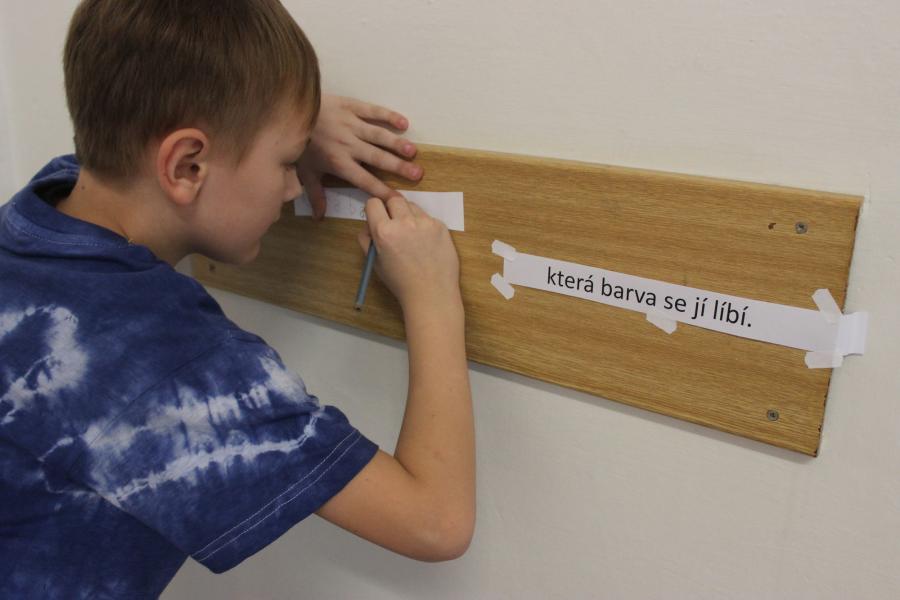 která barva se jí líbí.